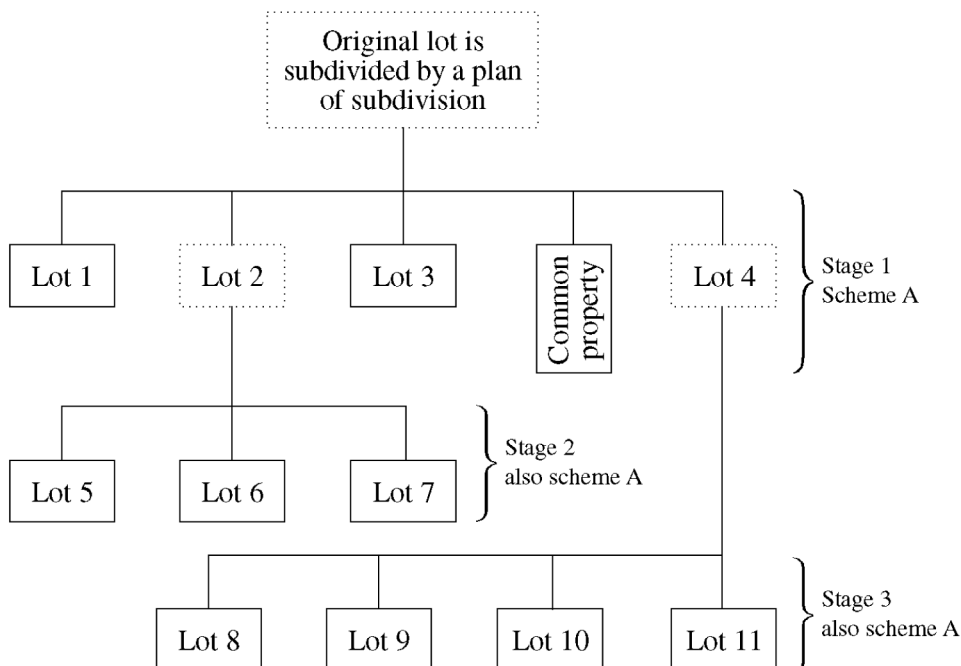 Original lot is
subdivided by a plan
of subdivision
Lot 1
Lot 2
Lot 3
Common
property
Lot 4
Stage 1
Scheme A
Lot 5
Lot 6
Lot 7
Stage 2
also scheme A
Lot 8
Lot 9
Lot 10
Lot 11
Stage 3
also scheme A